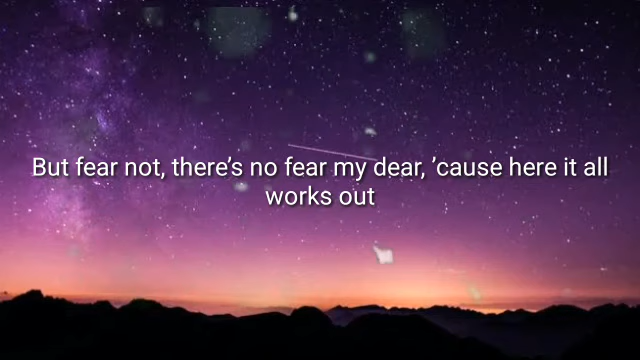 But fear not, there’s no fear my dear, ’cause here it all
works out